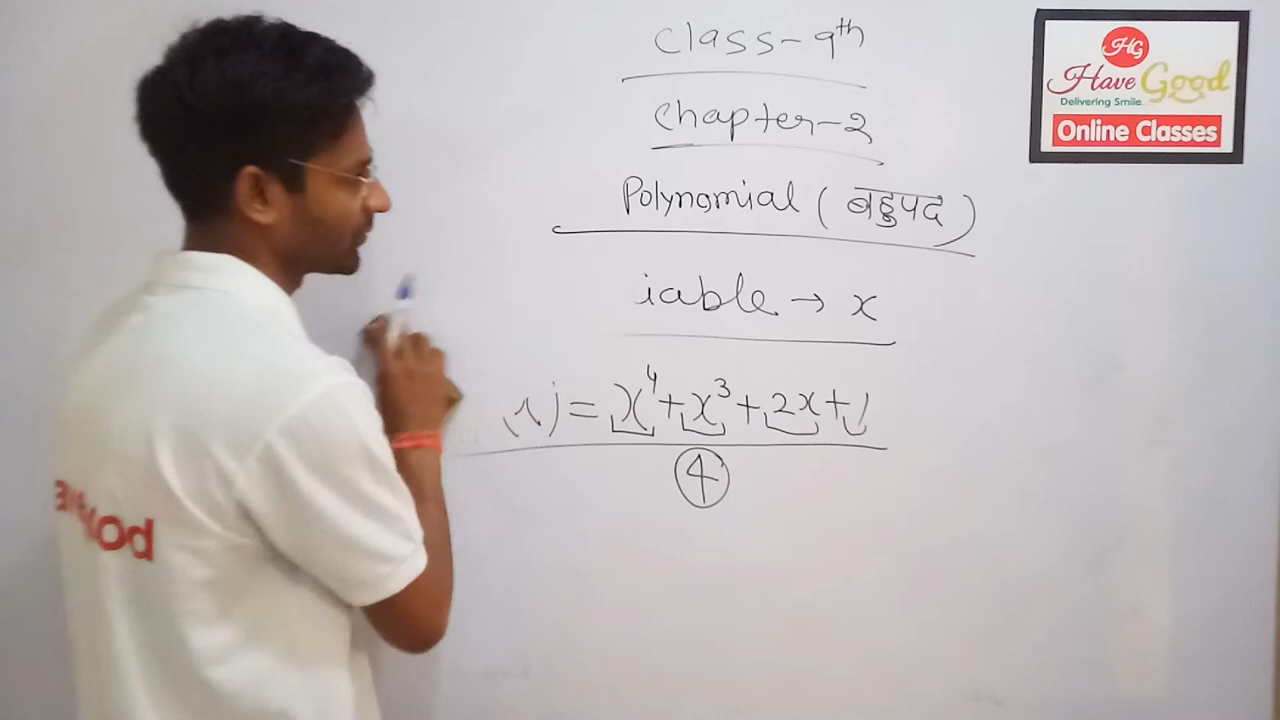 Class-9th
Chapter-2
Polynomial (बहुपद)
iable → x
(x) = x⁴+x³+2x+1
4
HG
Have Good
Delivering Smile...
Online Classes
ood